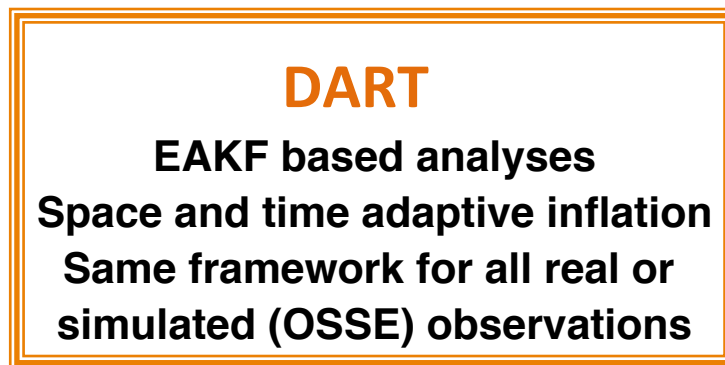 DART
EAKF based analyses
Space and time adaptive inflation
Same framework for all real or
simulated (OSSE) observations